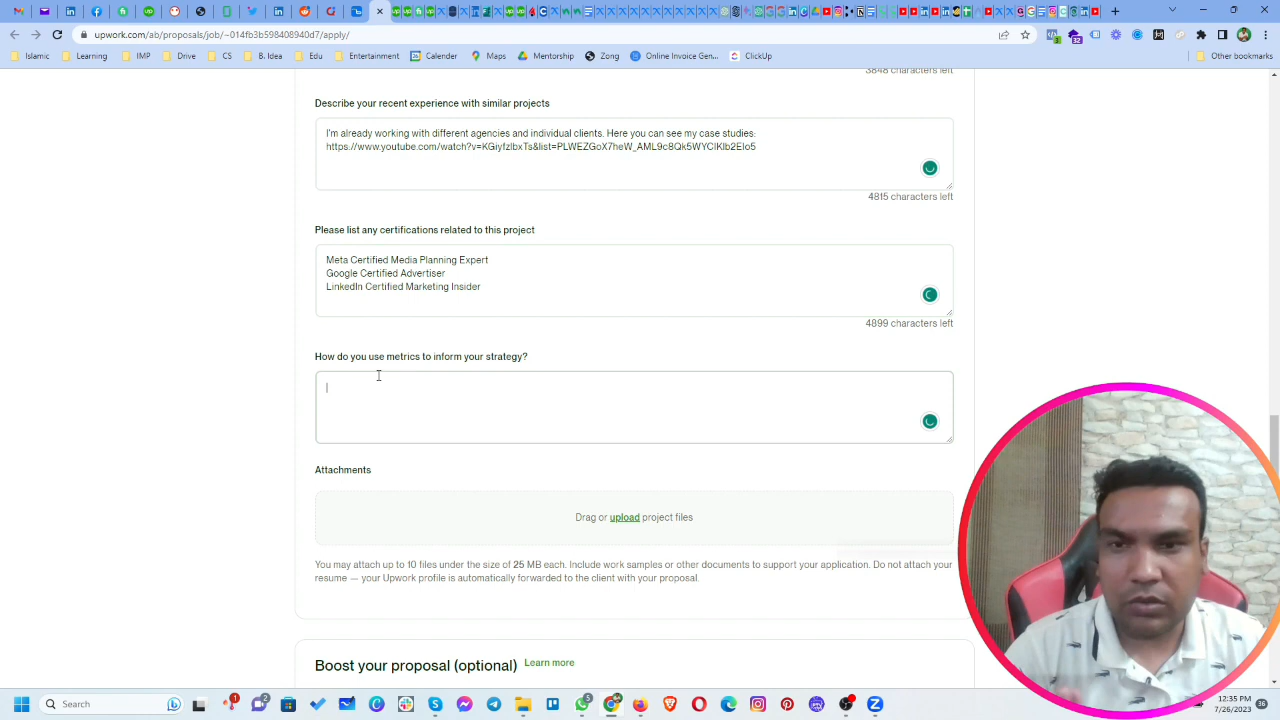 upwork.com/ab/proposals/job/~014fb3b598408940d7/apply/
Islamic
Learning
IMP
Drive
CS
B. Idea
Edu
Entertainment
Calender
Maps
Mentorship
Zong
Online Invoice Gen...
ClickUp
Other bookmarks
3848 characters left
Describe your recent experience with similar projects
I'm already working with different agencies and individual clients. Here you can see my case studies:
https://www.youtube.com/watch?v=KGiyfzlbxTs&list=PLWEZGoX7heW_AML9c8Qk5WYClKlb2Elo5
4815 characters left
Please list any certifications related to this project
Meta Certified Media Planning Expert
Google Certified Advertiser
LinkedIn Certified Marketing Insider
4899 characters left
How do you use metrics to inform your strategy?
Attachments
Drag or upload project files
You may attach up to 10 files under the size of 25 MB each. Include work samples or other documents to support your application. Do not attach your
resume — your Upwork profile is automatically forwarded to the client with your proposal.
Boost your proposal (optional) Learn more
Search
12:35 PM
7/26/2023